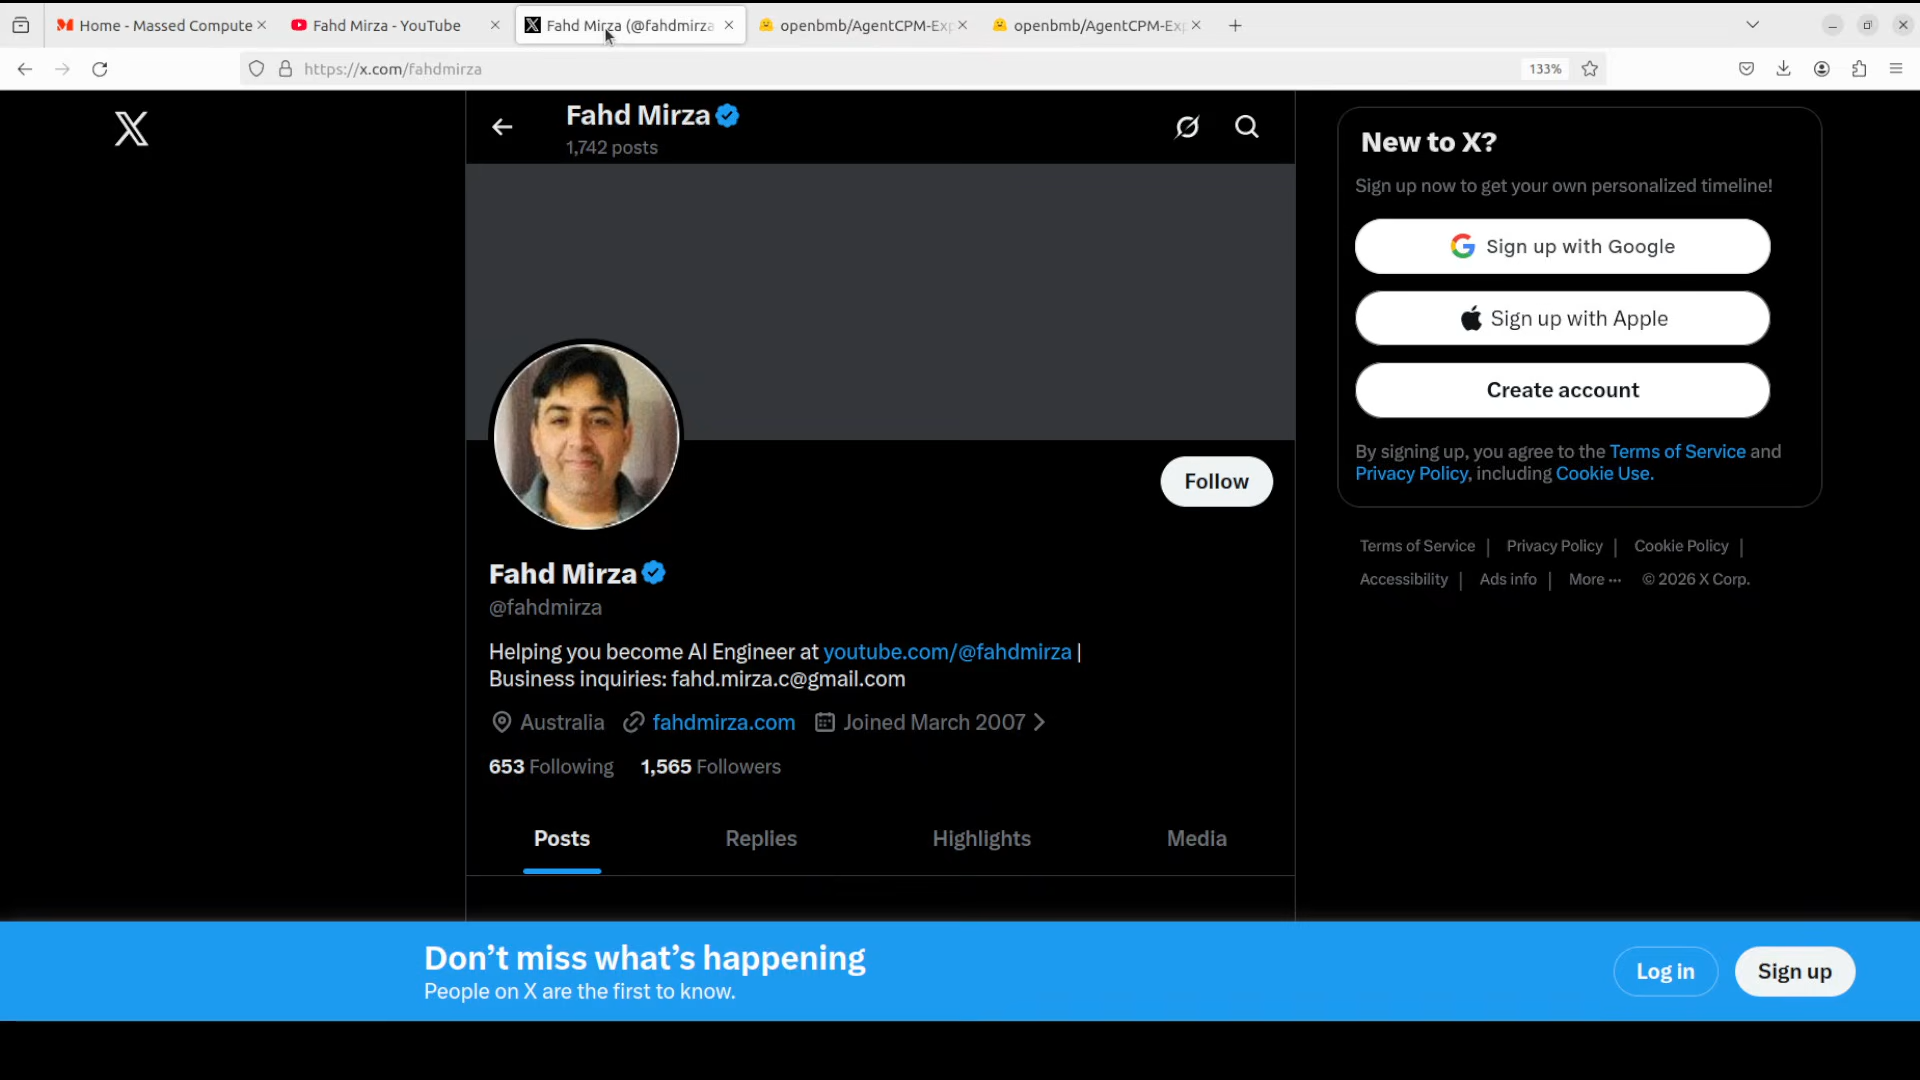 Home - Massed Compute
Fahd Mirza - YouTube
Fahd Mirza (@fahdmirza
openbmb/AgentCPM-Exp
openbmb/AgentCPM-Exp
https://x.com/fahdmirza
133%
Fahd Mirza
1,742 posts
Follow
Fahd Mirza
@fahdmirza
Helping you become AI Engineer at youtube.com/@fahdmirza |
Business inquiries: fahd.mirza.c@gmail.com
Australia fahdmirza.com Joined March 2007
653 Following 1,565 Followers
Posts Replies Highlights Media
New to X?
Sign up now to get your own personalized timeline!
Sign up with Google
Sign up with Apple
Create account
By signing up, you agree to the Terms of Service and
Privacy Policy, including Cookie Use.
Terms of Service | Privacy Policy | Cookie Policy |
Accessibility | Ads info | More ··· © 2026 X Corp.
Don’t miss what’s happening
People on X are the first to know.
Log in
Sign up